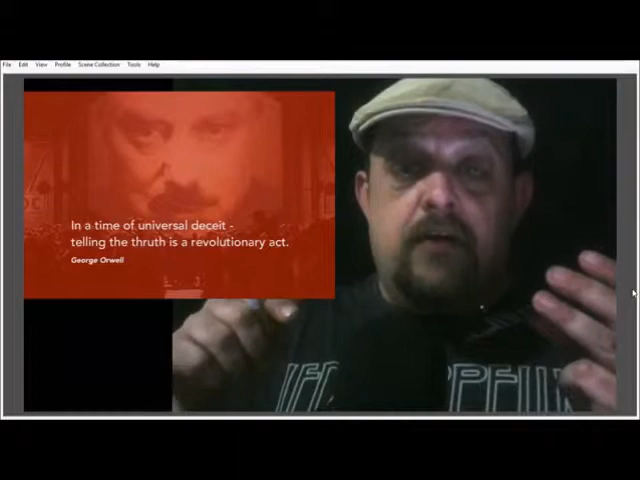 File Edit View Profile Scene Collection Tools Help
In a time of universal deceit -
telling the thruth is a revolutionary act.
George Orwell